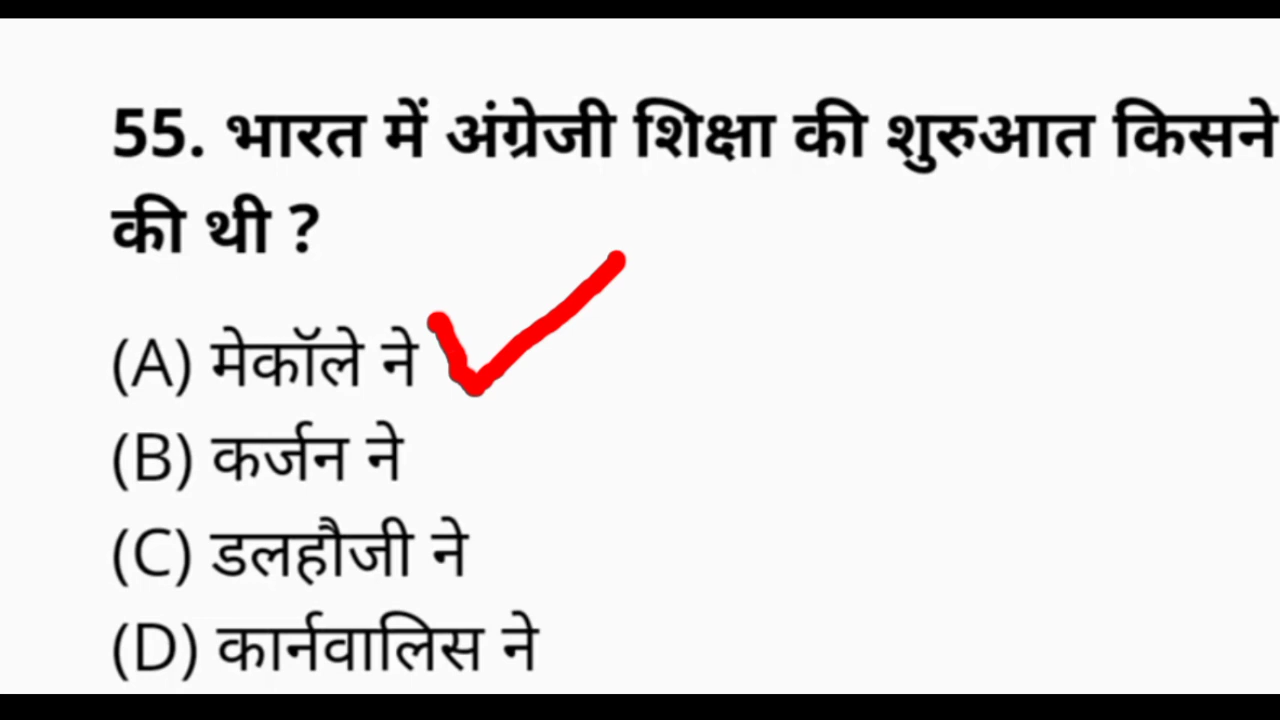 55. भारत में अंग्रेजी शिक्षा की शुरुआत किसने
की थी ?
(A) मेकॉले ने
(B) कर्जन ने
(C) डलहौजी ने
(D) कार्नवालिस ने